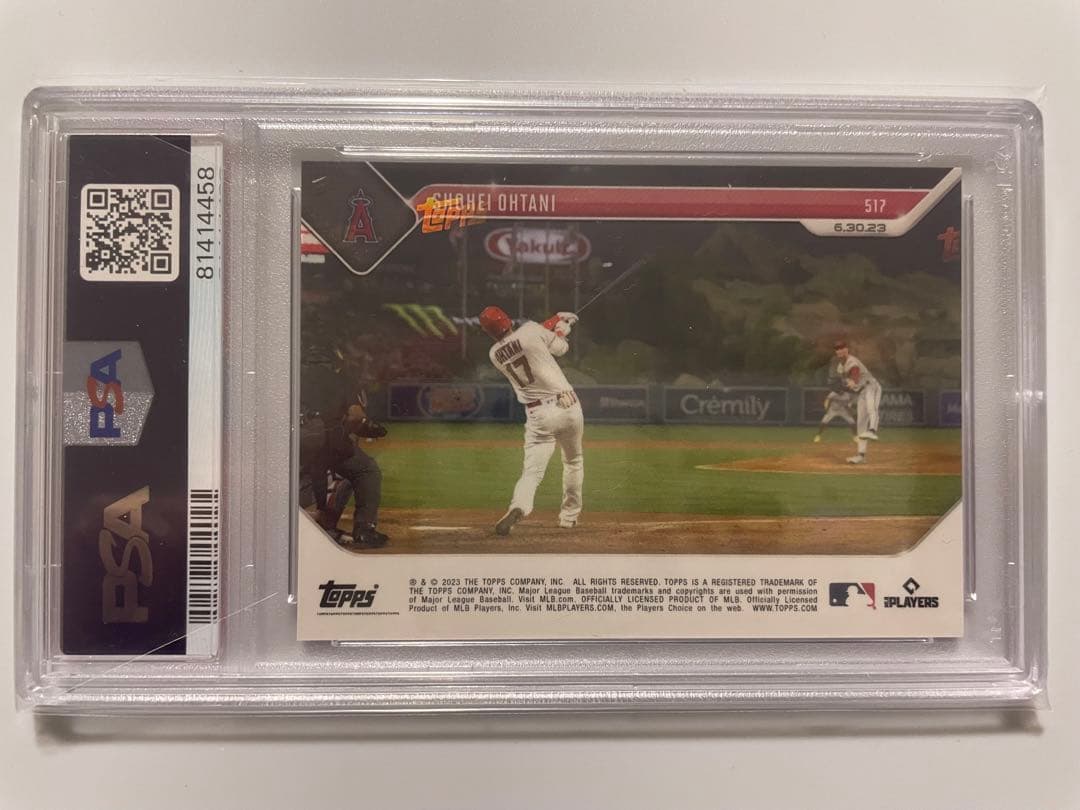 81414458
PSA
PSA
SHOHEI OHTANI
517
6.30.23
Topps
Yakult
OHTANI
17
Cremily
Topps
® & © 2023 THE TOPPS COMPANY, INC. ALL RIGHTS RESERVED. TOPPS IS A REGISTERED TRADEMARK OF
THE TOPPS COMPANY, INC. Major League Baseball trademarks and copyrights are used with permission
of Major League Baseball. Visit MLB.com. OFFICIALLY LICENSED PRODUCT OF MLB. Officially Licensed
Product of MLB Players, Inc. Visit MLBPLAYERS.COM, the Players Choice on the web. WWW.TOPPS.COM
MLB PLAYERS